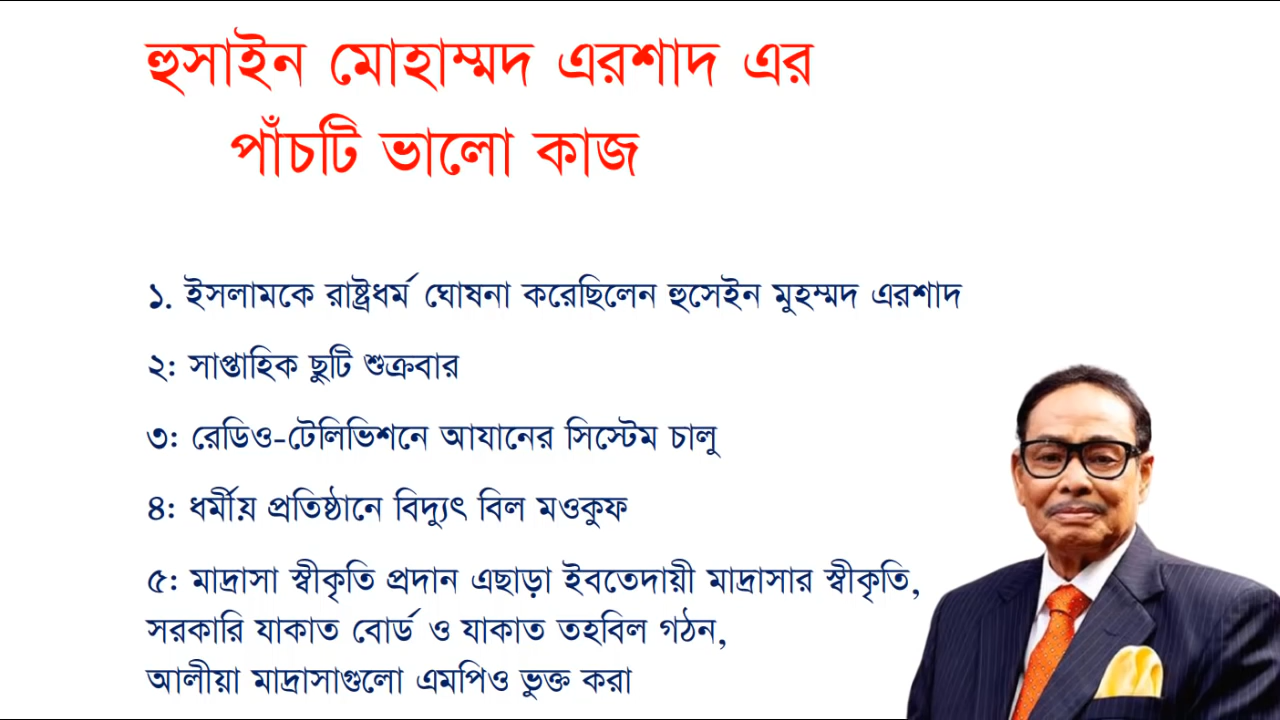 হুসাইন মোহাম্মদ এরশাদ এর
পাঁচটি ভালো কাজ
১. ইসলামকে রাষ্ট্রধর্ম ঘোষনা করেছিলেন হুসেইন মুহম্মদ এরশাদ
২: সাপ্তাহিক ছুটি শুক্রবার
৩: রেডিও-টেলিভিশনে আযানের সিস্টেম চালু
৪: ধর্মীয় প্রতিষ্ঠানে বিদ্যুৎ বিল মওকুফ
৫: মাদ্রাসা স্বীকৃতি প্রদান এছাড়া ইবতেদায়ী মাদ্রাসার স্বীকৃতি,
সরকারি যাকাত বোর্ড ও যাকাত তহবিল গঠন,
আলীয়া মাদ্রাসাগুলো এমপিও ভুক্ত করা